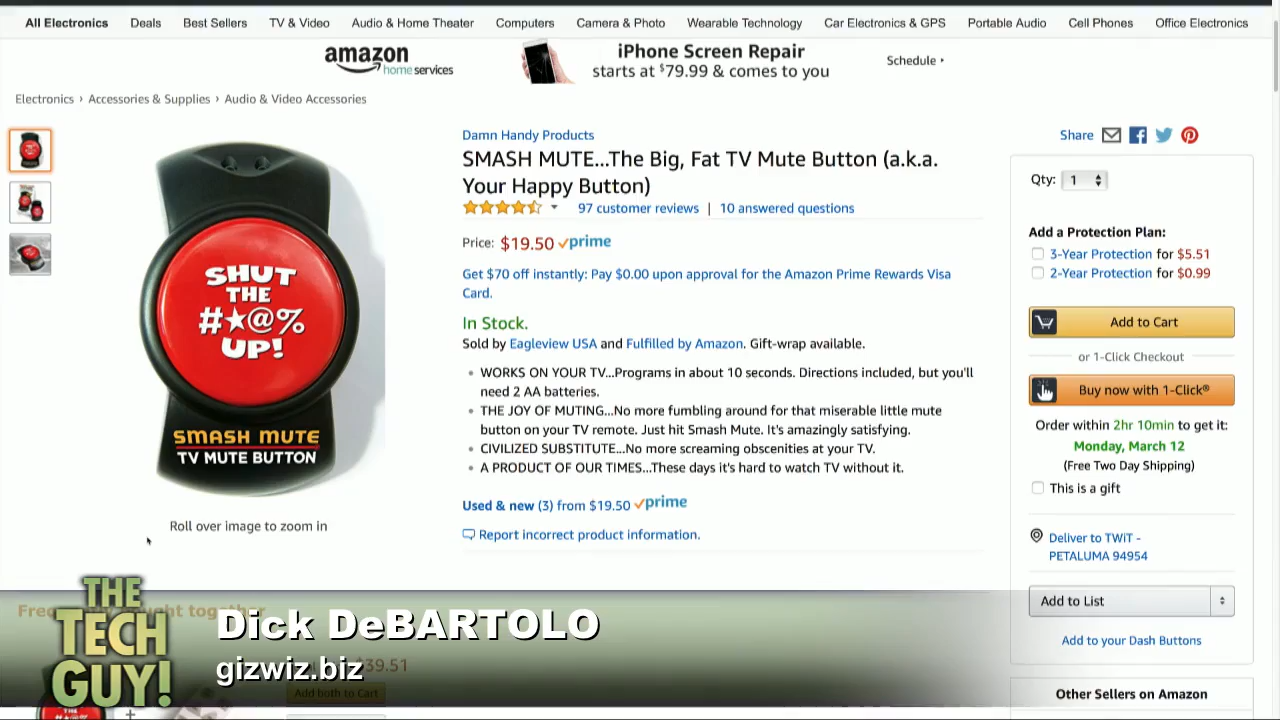 All Electronics Deals Best Sellers TV & Video Audio & Home Theater Computers Camera & Photo Wearable Technology Car Electronics & GPS Portable Audio Cell Phones Office Electronics
amazon
home services
iPhone Screen Repair
starts at $79.99 & comes to you
Schedule
Electronics › Accessories & Supplies › Audio & Video Accessories
SHUT
THE
#★@%
UP!
SMASH MUTE
TV MUTE BUTTON
Roll over image to zoom in
Damn Handy Products
SMASH MUTE...The Big, Fat TV Mute Button (a.k.a.
Your Happy Button)
97 customer reviews | 10 answered questions
Price: $19.50 prime
Get $70 off instantly: Pay $0.00 upon approval for the Amazon Prime Rewards Visa
Card.
In Stock.
Sold by Eagleview USA and Fulfilled by Amazon. Gift-wrap available.
• WORKS ON YOUR TV...Programs in about 10 seconds. Directions included, but you'll
need 2 AA batteries.
• THE JOY OF MUTING...No more fumbling around for that miserable little mute
button on your TV remote. Just hit Smash Mute. It's amazingly satisfying.
• CIVILIZED SUBSTITUTE...No more screaming obscenities at your TV.
• A PRODUCT OF OUR TIMES...These days it's hard to watch TV without it.
Used & new (3) from $19.50 prime
Report incorrect product information.
Share
Qty: 1
Add a Protection Plan:
3-Year Protection for $5.51
2-Year Protection for $0.99
Add to Cart
or 1-Click Checkout
Buy now with 1-Click®
Order within 2hr 10min to get it:
Monday, March 12
(Free Two Day Shipping)
This is a gift
Deliver to TWiT -
PETALUMA 94954
Add to List
Add to your Dash Buttons
Other Sellers on Amazon
THE
TECH
GUY!
Dick DeBARTOLO
gizwiz.biz
39.51
Add both to Cart